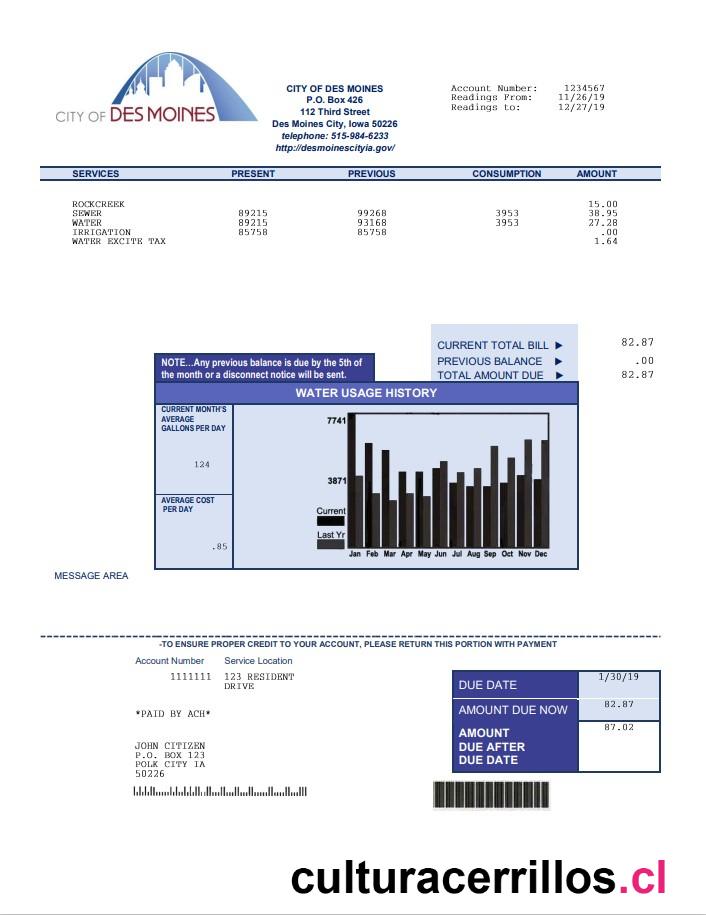 CITY OF DES MOINES
CITY OF DES MOINES
P.O. Box 426
112 Third Street
Des Moines City, Iowa 50226
telephone: 515-984-6233
http://desmoinescityia.gov/
Account Number: 1234567
Readings From: 11/26/19
Readings to: 12/27/19
SERVICES PRESENT PREVIOUS CONSUMPTION AMOUNT
ROCKCREEK 15.00
SEWER 89215 99268 3953 38.95
WATER 89215 93168 3953 27.28
IRRIGATION 85758 85758 .00
WATER EXCITE TAX 1.64
CURRENT TOTAL BILL ► 82.87
PREVIOUS BALANCE ► .00
TOTAL AMOUNT DUE ► 82.87
NOTE...Any previous balance is due by the 5th of
the month or a disconnect notice will be sent.
WATER USAGE HISTORY
CURRENT MONTH'S
AVERAGE
GALLONS PER DAY
124
AVERAGE COST
PER DAY
.85
7741
3871
Current
Last Yr
Jan Feb Mar Apr May Jun Jul Aug Sep Oct Nov Dec
MESSAGE AREA
-TO ENSURE PROPER CREDIT TO YOUR ACCOUNT, PLEASE RETURN THIS PORTION WITH PAYMENT
Account Number Service Location
1111111 123 RESIDENT
DRIVE
*PAID BY ACH*
JOHN CITIZEN
P.O. BOX 123
POLK CITY IA
50226
DUE DATE 1/30/19
AMOUNT DUE NOW 82.87
AMOUNT
DUE AFTER
DUE DATE
87.02
culturacerrillos.cl